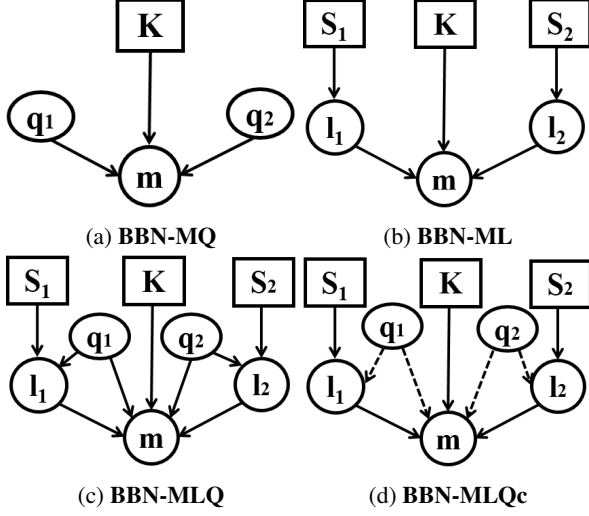 K
q1 q2
m
(a) BBN-MQ
S1 K S2
l1 l2
m
(b) BBN-ML
S1 K S2
q1 q2
l1 l2
m
(c) BBN-MLQ
S1 K S2
q1 q2
l1 l2
m
(d) BBN-MLQc